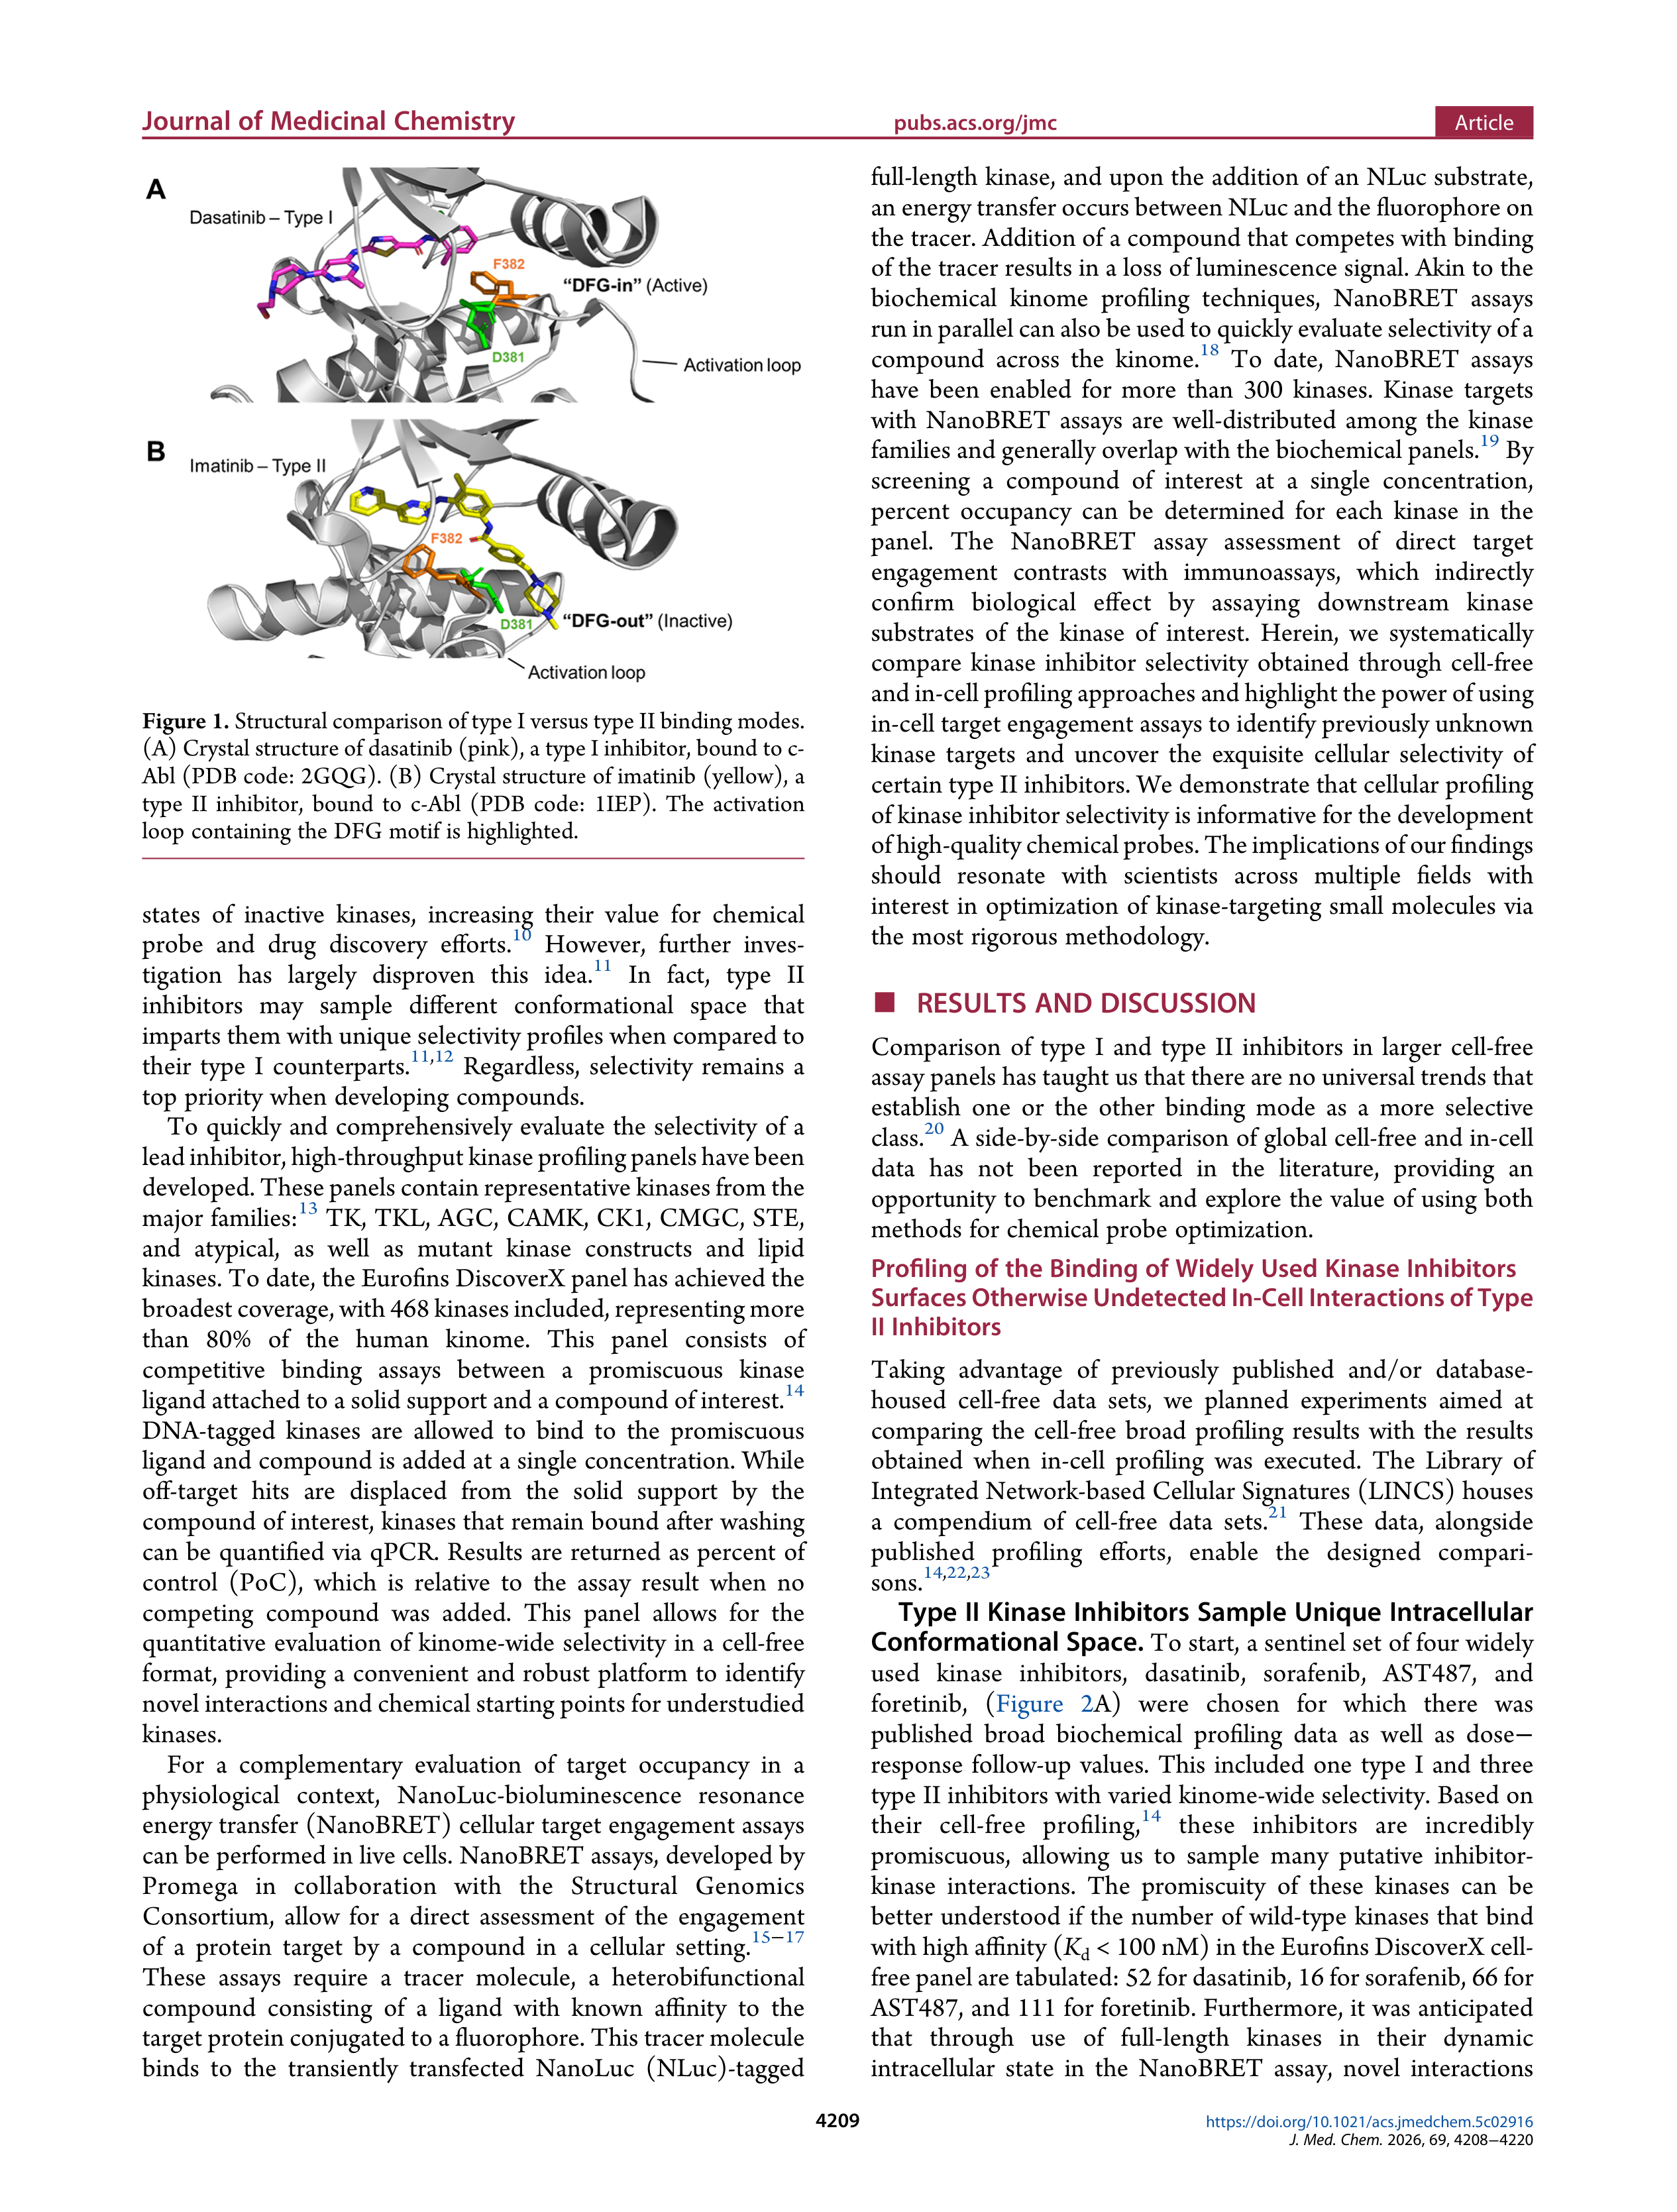 Journal of Medicinal Chemistry
pubs.acs.org/jmc
Article
A
Dasatinib – Type I
F382
"DFG-in" (Active)
D381
Activation loop
B
Imatinib – Type II
F382
D381
"DFG-out" (Inactive)
Activation loop
Figure 1. Structural comparison of type I versus type II binding modes.
(A) Crystal structure of dasatinib (pink), a type I inhibitor, bound to c-
Abl (PDB code: 2GQG). (B) Crystal structure of imatinib (yellow), a
type II inhibitor, bound to c-Abl (PDB code: 1IEP). The activation
loop containing the DFG motif is highlighted.
states of inactive kinases, increasing their value for chemical
probe and drug discovery efforts.10 However, further inves-
tigation has largely disproven this idea.11 In fact, type II
inhibitors may sample different conformational space that
imparts them with unique selectivity profiles when compared to
their type I counterparts.11,12 Regardless, selectivity remains a
top priority when developing compounds.
To quickly and comprehensively evaluate the selectivity of a
lead inhibitor, high-throughput kinase profiling panels have been
developed. These panels contain representative kinases from the
major families:13 TK, TKL, AGC, CAMK, CK1, CMGC, STE,
and atypical, as well as mutant kinase constructs and lipid
kinases. To date, the Eurofins DiscoverX panel has achieved the
broadest coverage, with 468 kinases included, representing more
than 80% of the human kinome. This panel consists of
competitive binding assays between a promiscuous kinase
ligand attached to a solid support and a compound of interest.14
DNA-tagged kinases are allowed to bind to the promiscuous
ligand and compound is added at a single concentration. While
off-target hits are displaced from the solid support by the
compound of interest, kinases that remain bound after washing
can be quantified via qPCR. Results are returned as percent of
control (PoC), which is relative to the assay result when no
competing compound was added. This panel allows for the
quantitative evaluation of kinome-wide selectivity in a cell-free
format, providing a convenient and robust platform to identify
novel interactions and chemical starting points for understudied
kinases.
For a complementary evaluation of target occupancy in a
physiological context, NanoLuc-bioluminescence resonance
energy transfer (NanoBRET) cellular target engagement assays
can be performed in live cells. NanoBRET assays, developed by
Promega in collaboration with the Structural Genomics
Consortium, allow for a direct assessment of the engagement
of a protein target by a compound in a cellular setting.15−17
These assays require a tracer molecule, a heterobifunctional
compound consisting of a ligand with known affinity to the
target protein conjugated to a fluorophore. This tracer molecule
binds to the transiently transfected NanoLuc (NLuc)-tagged
full-length kinase, and upon the addition of an NLuc substrate,
an energy transfer occurs between NLuc and the fluorophore on
the tracer. Addition of a compound that competes with binding
of the tracer results in a loss of luminescence signal. Akin to the
biochemical kinome profiling techniques, NanoBRET assays
run in parallel can also be used to quickly evaluate selectivity of a
compound across the kinome.18 To date, NanoBRET assays
have been enabled for more than 300 kinases. Kinase targets
with NanoBRET assays are well-distributed among the kinase
families and generally overlap with the biochemical panels.19 By
screening a compound of interest at a single concentration,
percent occupancy can be determined for each kinase in the
panel. The NanoBRET assay assessment of direct target
engagement contrasts with immunoassays, which indirectly
confirm biological effect by assaying downstream kinase
substrates of the kinase of interest. Herein, we systematically
compare kinase inhibitor selectivity obtained through cell-free
and in-cell profiling approaches and highlight the power of using
in-cell target engagement assays to identify previously unknown
kinase targets and uncover the exquisite cellular selectivity of
certain type II inhibitors. We demonstrate that cellular profiling
of kinase inhibitor selectivity is informative for the development
of high-quality chemical probes. The implications of our findings
should resonate with scientists across multiple fields with
interest in optimization of kinase-targeting small molecules via
the most rigorous methodology.
■ RESULTS AND DISCUSSION
Comparison of type I and type II inhibitors in larger cell-free
assay panels has taught us that there are no universal trends that
establish one or the other binding mode as a more selective
class.20 A side-by-side comparison of global cell-free and in-cell
data has not been reported in the literature, providing an
opportunity to benchmark and explore the value of using both
methods for chemical probe optimization.
Profiling of the Binding of Widely Used Kinase Inhibitors
Surfaces Otherwise Undetected In-Cell Interactions of Type
II Inhibitors
Taking advantage of previously published and/or database-
housed cell-free data sets, we planned experiments aimed at
comparing the cell-free broad profiling results with the results
obtained when in-cell profiling was executed. The Library of
Integrated Network-based Cellular Signatures (LINCS) houses
a compendium of cell-free data sets.21 These data, alongside
published profiling efforts, enable the designed compari-
sons.14,22,23
Type II Kinase Inhibitors Sample Unique Intracellular
Conformational Space. To start, a sentinel set of four widely
used kinase inhibitors, dasatinib, sorafenib, AST487, and
foretinib, (Figure 2A) were chosen for which there was
published broad biochemical profiling data as well as dose−
response follow-up values. This included one type I and three
type II inhibitors with varied kinome-wide selectivity. Based on
their cell-free profiling,14 these inhibitors are incredibly
promiscuous, allowing us to sample many putative inhibitor-
kinase interactions. The promiscuity of these kinases can be
better understood if the number of wild-type kinases that bind
with high affinity (Kd < 100 nM) in the Eurofins DiscoverX cell-
free panel are tabulated: 52 for dasatinib, 16 for sorafenib, 66 for
AST487, and 111 for foretinib. Furthermore, it was anticipated
that through use of full-length kinases in their dynamic
intracellular state in the NanoBRET assay, novel interactions
4209
https://doi.org/10.1021/acs.jmedchem.5c02916
J. Med. Chem. 2026, 69, 4208−4220